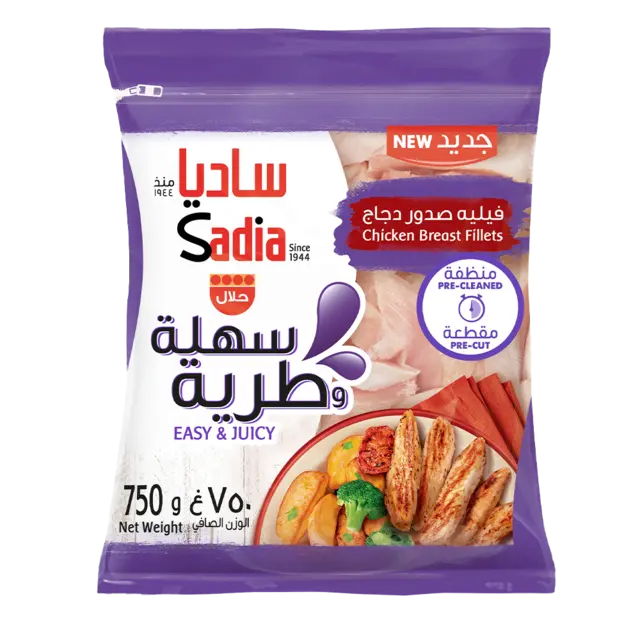 NEW جديد
ساديا
منذ
١٩٤٤
Sadia
Since
1944
حلال
فيليه صدور دجاج
Chicken Breast Fillets
منظفة
PRE-CLEANED
مقطعة
PRE-CUT
سهلة
وطرية
EASY & JUICY
750 g ٧٥٠ غ
Net Weight الوزن الصافي